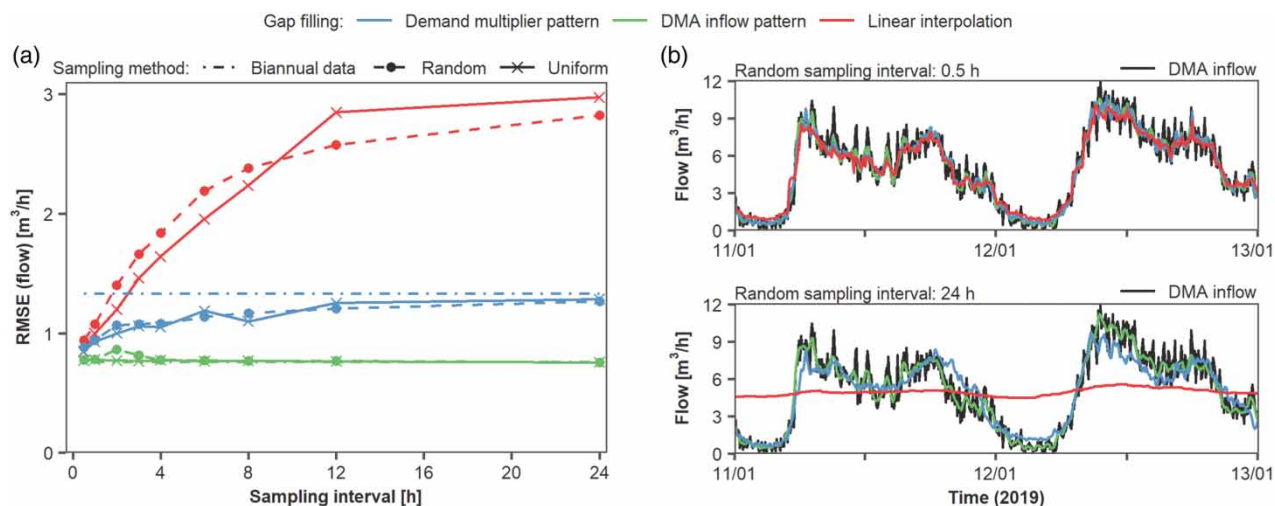 Gap filling: Demand multiplier pattern DMA inflow pattern Linear interpolation
(a)
Sampling method: Biannual data Random Uniform
3
2
1
0
RMSE (flow) [m³/h]
0 4 8 12 16 20 24
Sampling interval [h]
(b)
Random sampling interval: 0.5 h DMA inflow
12
9
6
3
0
Flow [m³/h]
11/01 12/01 13/01
Random sampling interval: 24 h DMA inflow
12
9
6
3
0
Flow [m³/h]
11/01 12/01 13/01
Time (2019)